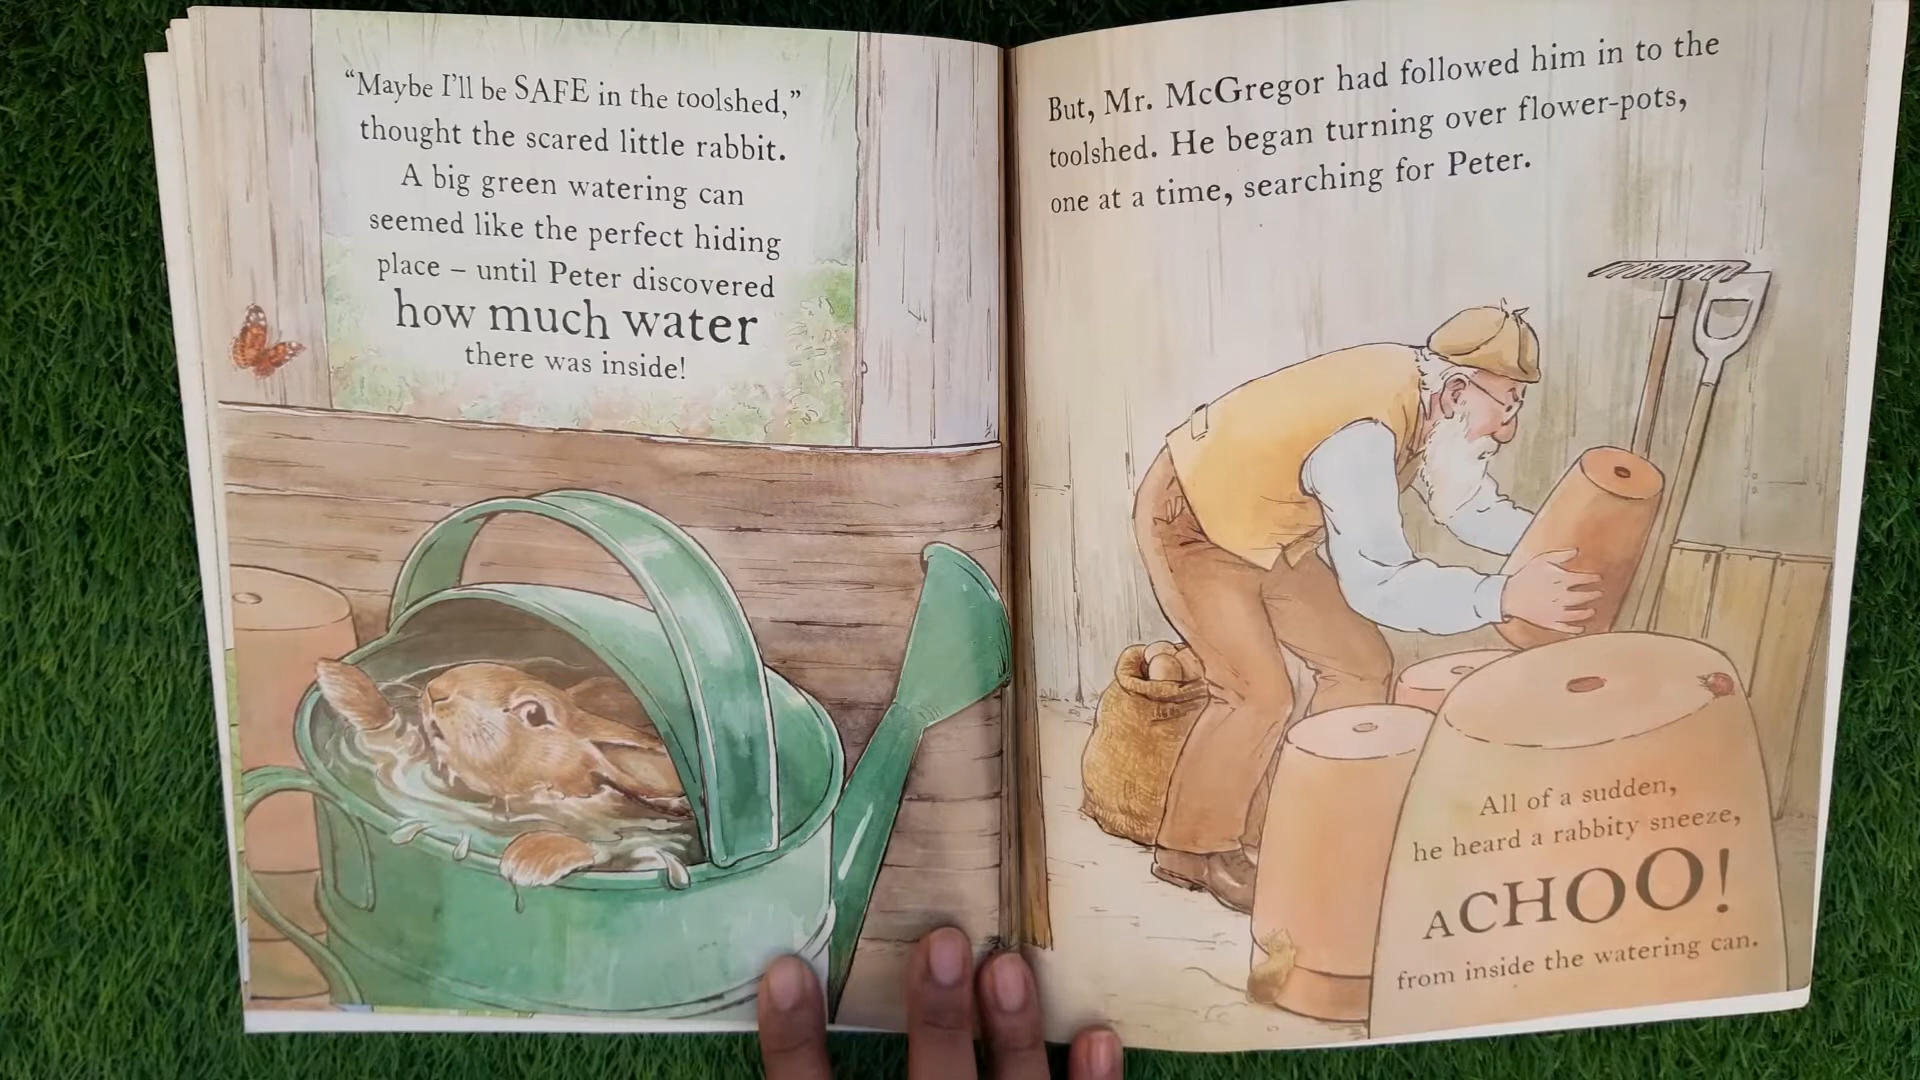 “Maybe I’ll be SAFE in the toolshed,”
thought the scared little rabbit.
A big green watering can
seemed like the perfect hiding
place – until Peter discovered
how much water
there was inside!
But, Mr. McGregor had followed him in to the
toolshed. He began turning over flower-pots,
one at a time, searching for Peter.
All of a sudden,
he heard a rabbity sneeze,
ACHOO!
from inside the watering can.